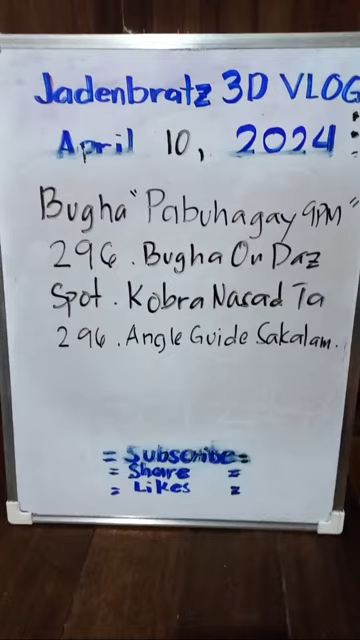 Jadenbratz 3D VLOG
April 10, 2024
Bugha "Pabuhagay 9PM"
296. Bugha On Daz
Spot. Kobra Nasad Ta
296. Angle Guide Sakalam.
= Subscribe =
= Share =
= Likes =